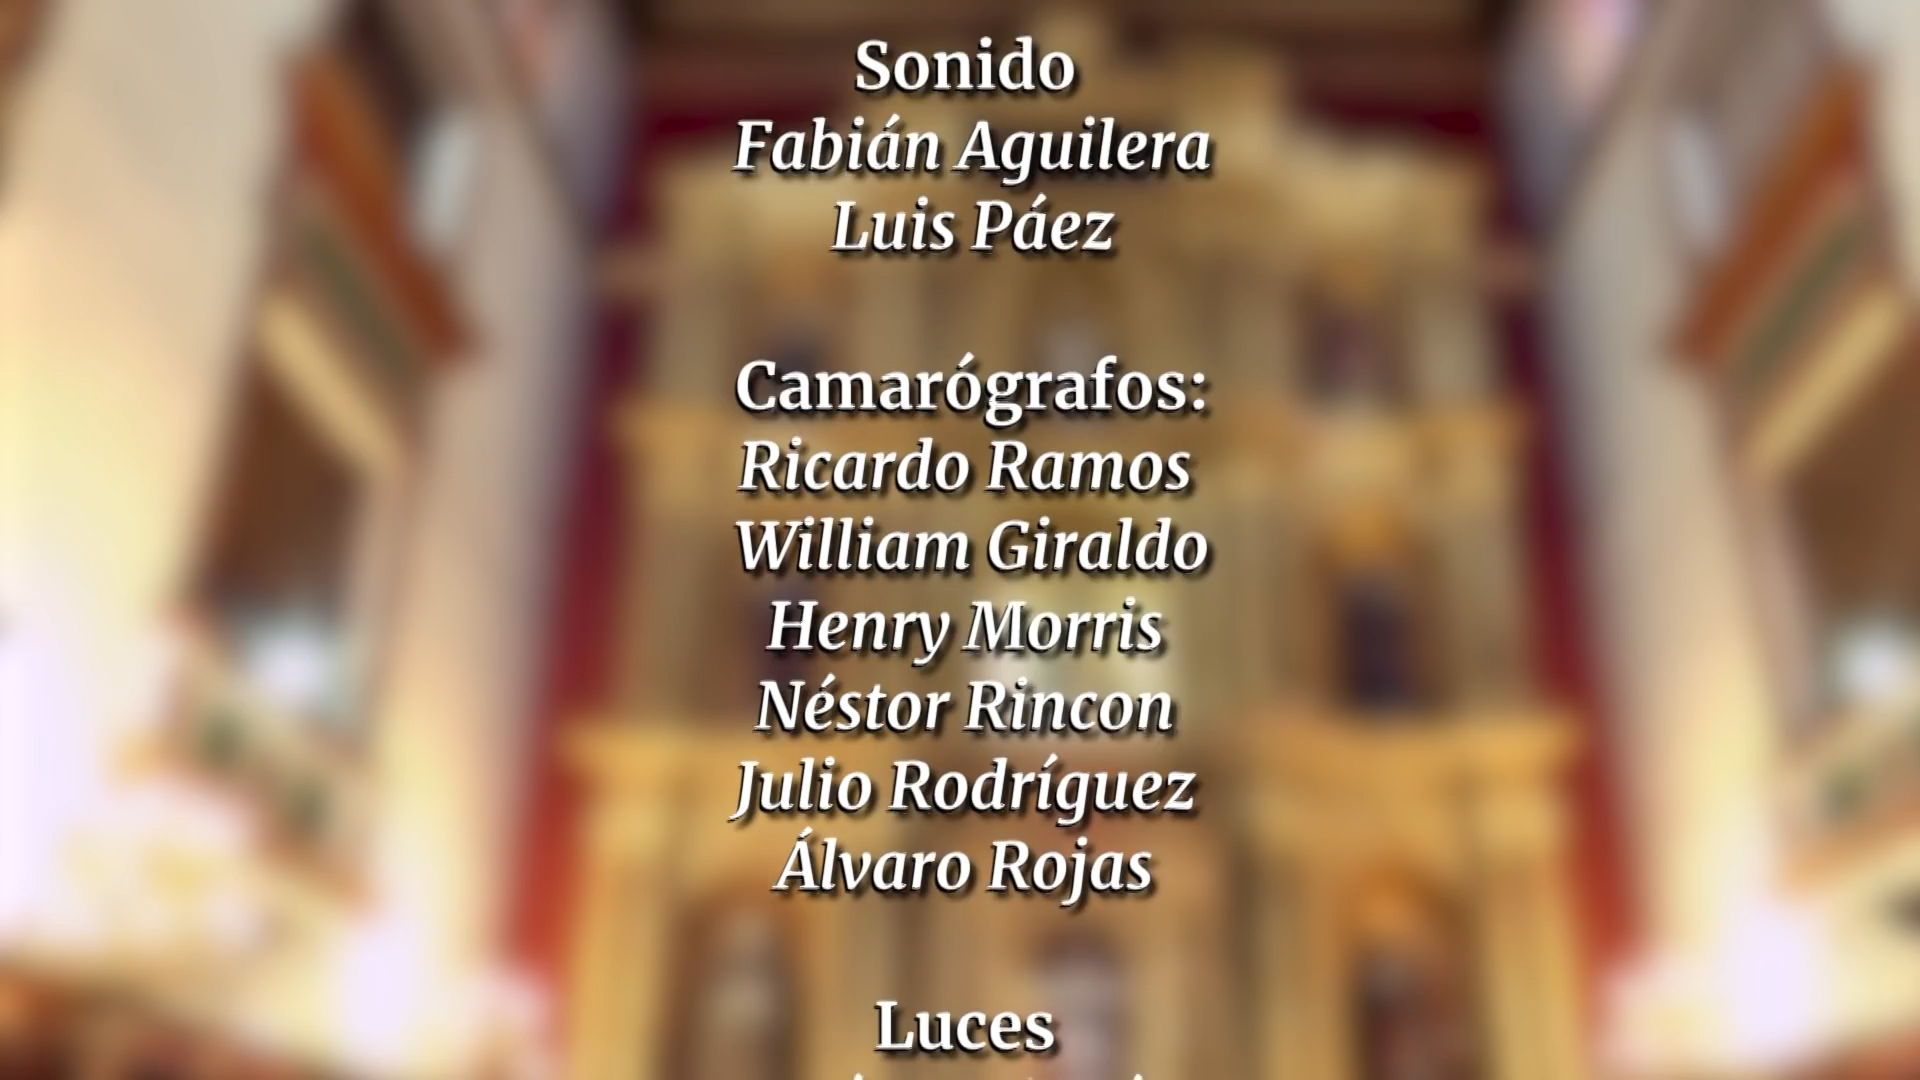 Sonido
Fabián Aguilera
Luis Páez
Camarógrafos:
Ricardo Ramos
William Giraldo
Henry Morris
Néstor Rincon
Julio Rodríguez
Álvaro Rojas
Luces